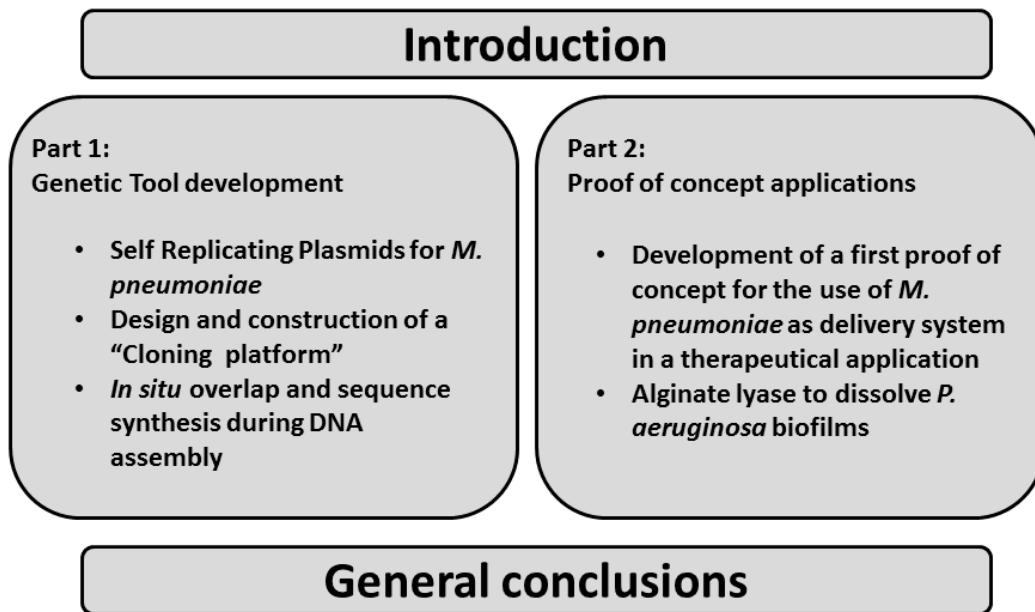 Introduction
Part 1:
Genetic Tool development
• Self Replicating Plasmids for M.
pneumoniae
• Design and construction of a
“Cloning platform”
• In situ overlap and sequence
synthesis during DNA
assembly
Part 2:
Proof of concept applications
• Development of a first proof of
concept for the use of M.
pneumoniae as delivery system
in a therapeutical application
• Alginate lyase to dissolve P.
aeruginosa biofilms
General conclusions